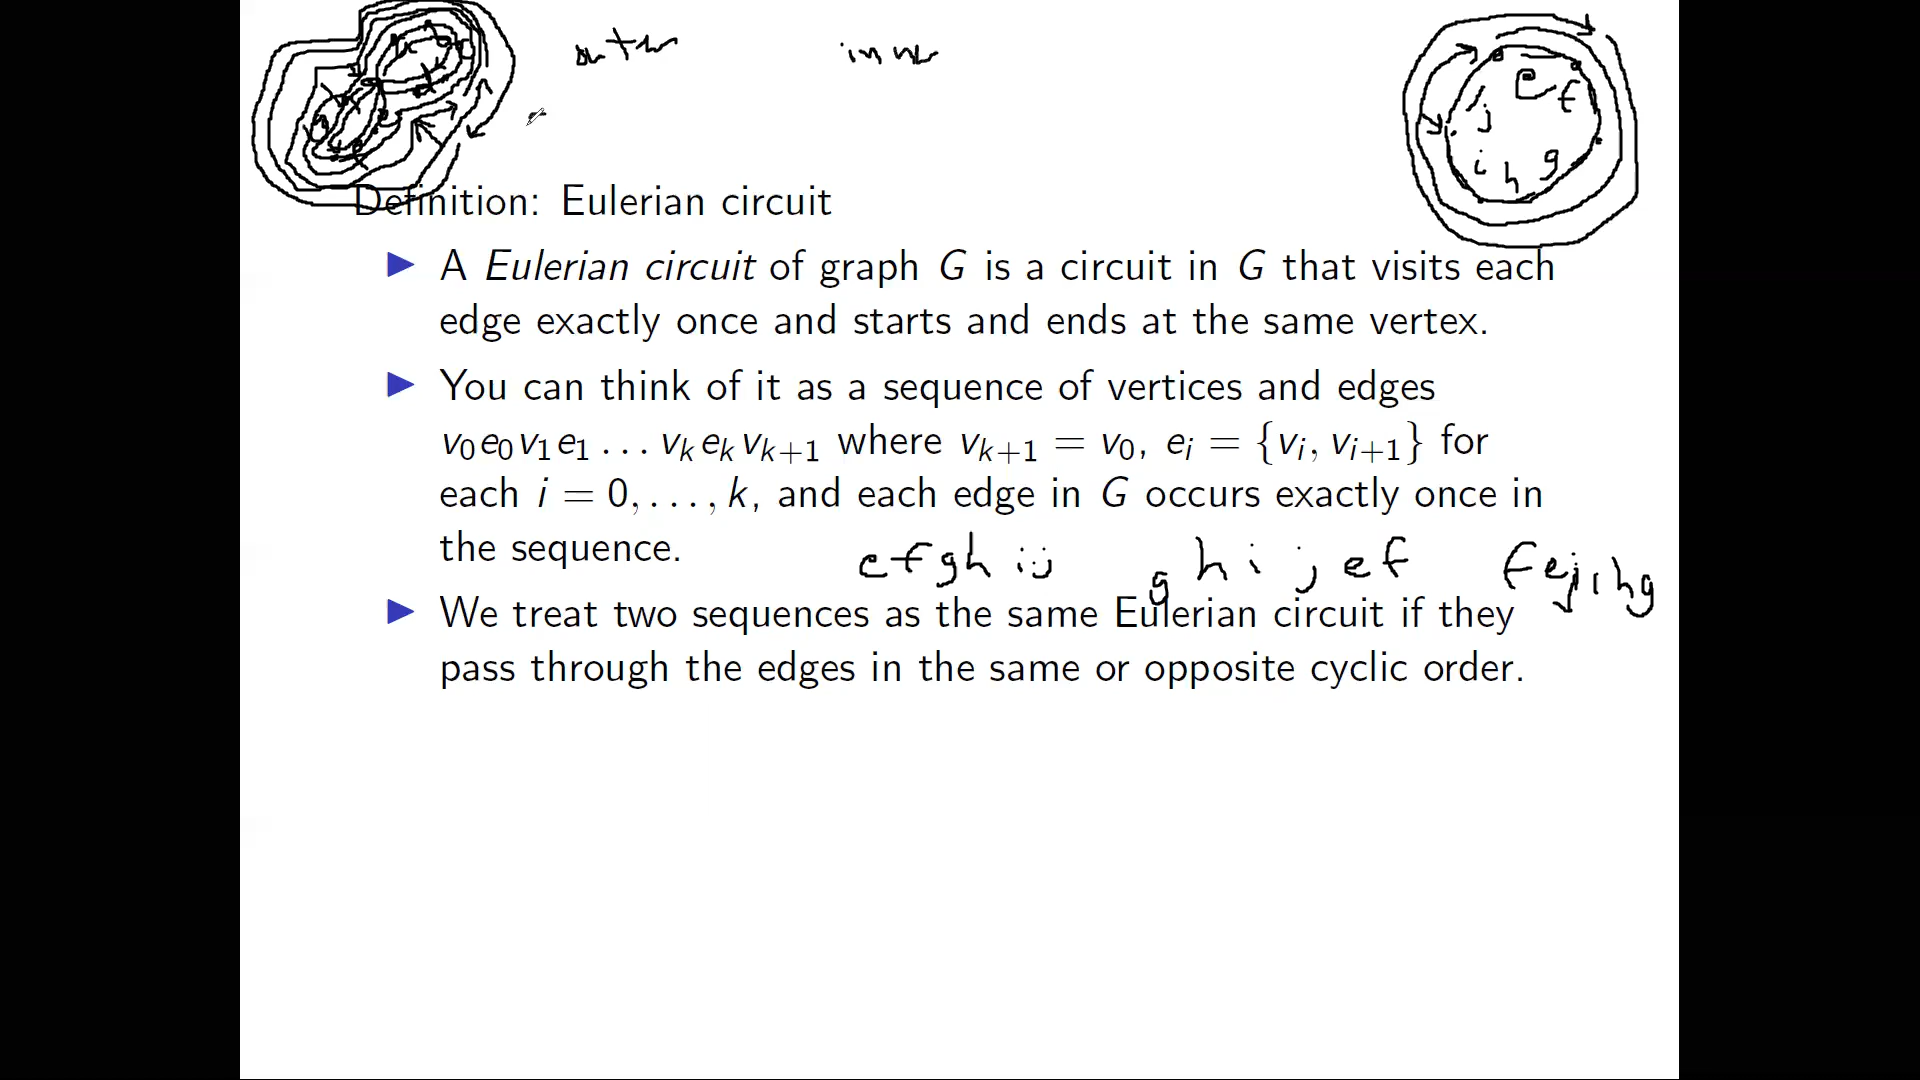 inner
e f
j
i h g
Definition: Eulerian circuit
▶ A Eulerian circuit of graph G is a circuit in G that visits each
edge exactly once and starts and ends at the same vertex.
▶ You can think of it as a sequence of vertices and edges
v₀e₀v₁e₁ . . . vₖeₖvₖ₊₁ where vₖ₊₁ = v₀, eᵢ = {vᵢ, vᵢ₊₁} for
each i = 0, . . . , k, and each edge in G occurs exactly once in
the sequence.
efghij ghijef fejihg
▶ We treat two sequences as the same Eulerian circuit if they
pass through the edges in the same or opposite cyclic order.